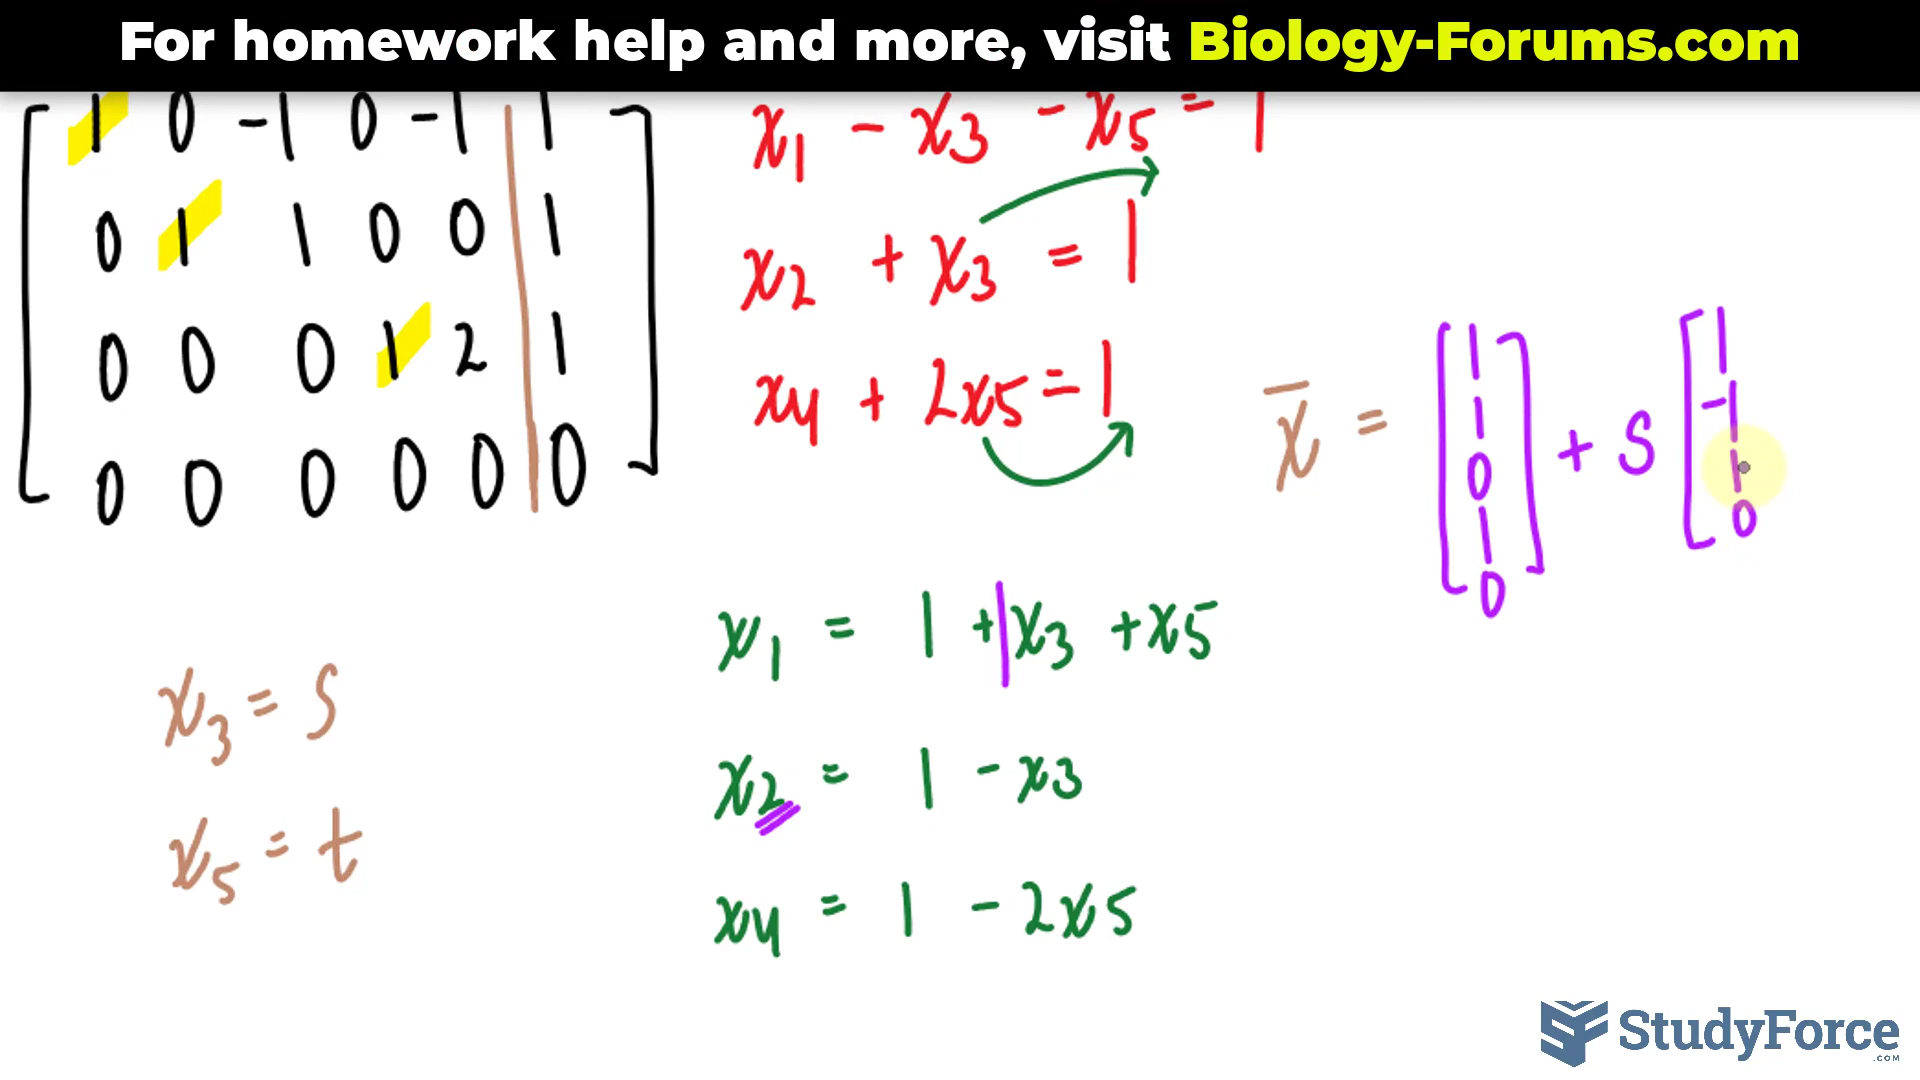 For homework help and more, visit Biology-Forums.com
1 0 -1 0 -1 1
0 1 1 0 0 1
0 0 0 1 2 1
0 0 0 0 0 0
x1 - x3 - x5 = 1
x2 + x3 = 1
x4 + 2x5 = 1
x̄ = [1 1 0 1 0] + s [1 -1 1 0
x3 = s
x5 = t
x1 = 1 + 1x3 + x5
x2 = 1 - x3
x4 = 1 - 2x5
StudyForce
.COM